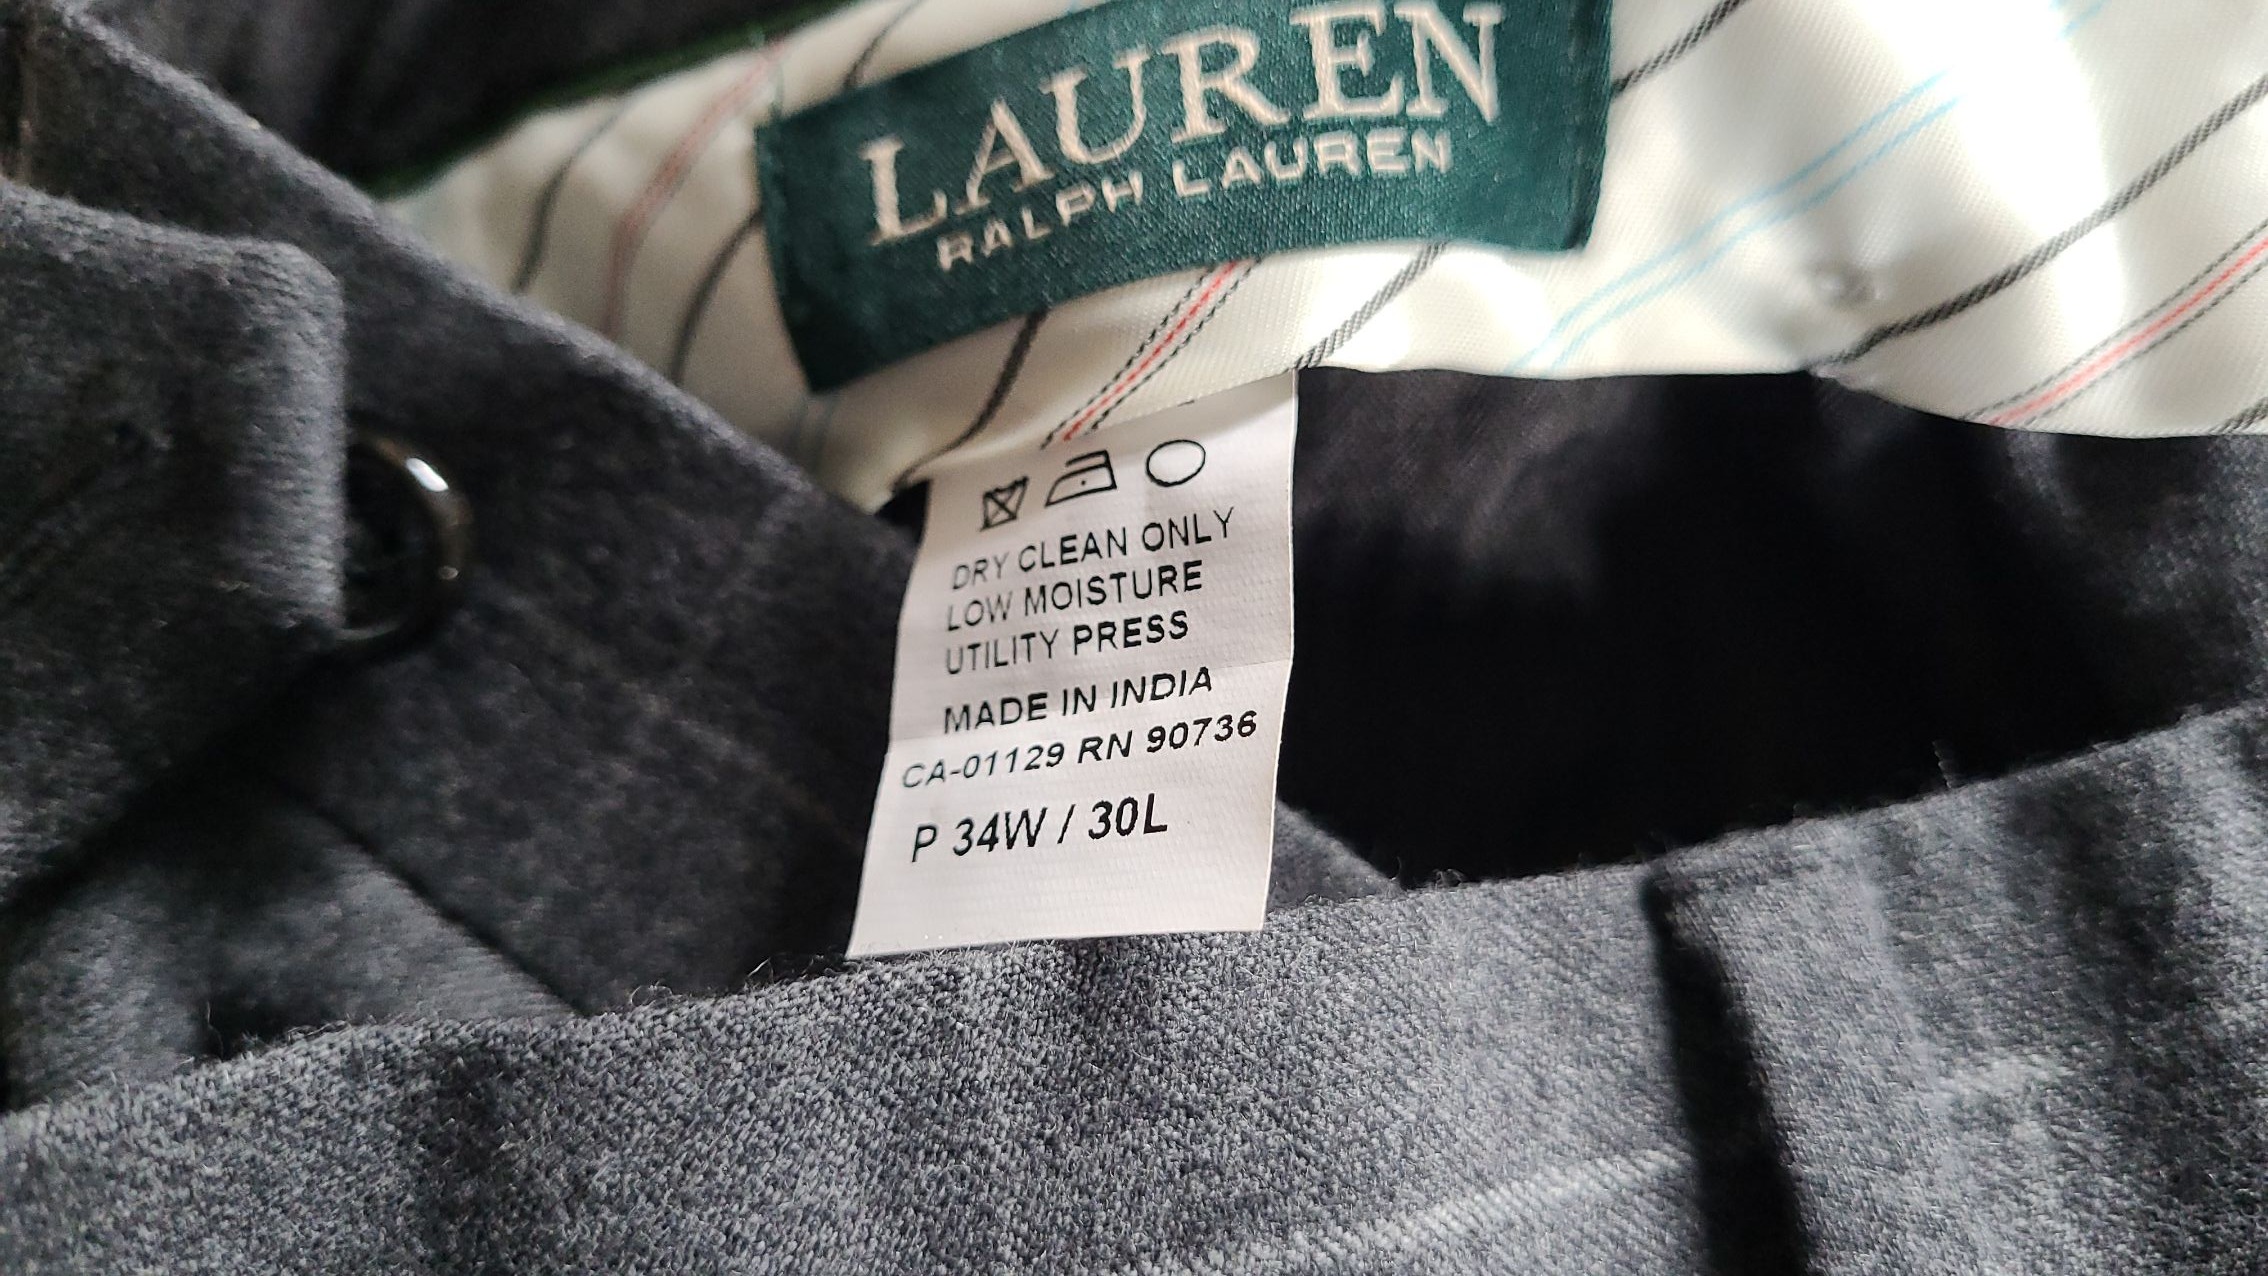 LAUREN
RALPH LAUREN
DRY CLEAN ONLY
LOW MOISTURE
UTILITY PRESS
MADE IN INDIA
CA-01129 RN 90736
P 34W / 30L